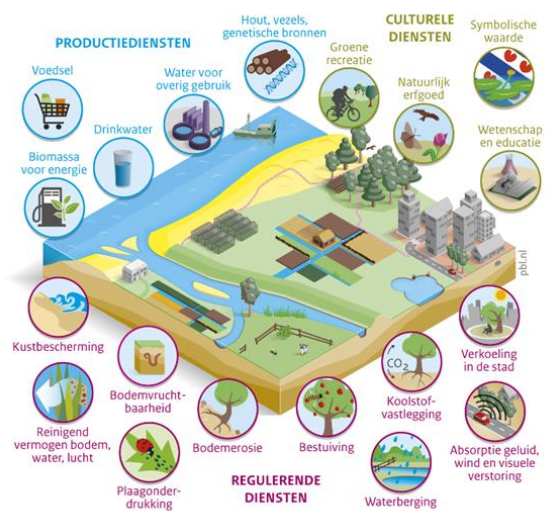 PRODUCTIEDIENSTEN
Voedsel
Drinkwater
Biomassa
voor energie
Water voor
overig gebruik
Hout, vezels,
genetische bronnen
CULTURELE
DIENSTEN
Groene
recreatie
Natuurlijk
erfgoed
Symbolische
waarde
Wetenschap
en educatie
pbl.nl
Kustbescherming
Reinigend
vermogen bodem,
water, lucht
Bodemvrucht-
baarheid
Plaagonder-
drukking
Bodemerosie
REGULERENDE
DIENSTEN
Bestuiving
CO2
Koolstof-
vastlegging
Waterberging
Verkoeling
in de stad
Absorptie geluid,
wind en visuele
verstoring